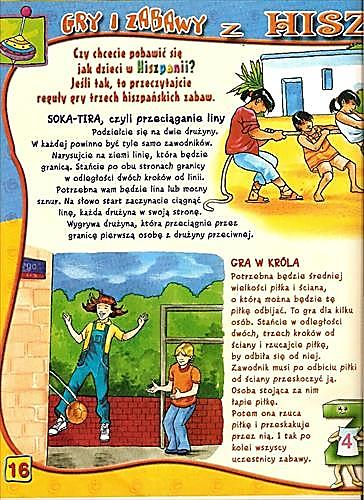 GRY I ZABAWY z HISZ
Czy chcecie pobawić się
jak dzieci w Hiszpanii?
Jeśli tak, to przeczytajcie
reguły gry trzech hiszpańskich zabaw.
SOKA-TIRA, czyli przeciąganie liny
Podzielcie się na dwie drużyny.
W każdej powinno być tyle samo zawodników.
Narysujcie na ziemi linię, która będzie
granicą. Stańcie po obu stronach granicy
w odległości dwóch kroków od linii.
Potrzebna wam będzie lina lub mocny
sznur. Na słowo start zaczynacie ciągnąć
linę, każda drużyna w swoją stronę.
Wygrywa drużyna, która przeciągnie przez
granicę pierwszą osobę z drużyny przeciwnej.
GRA W KRÓLA
Potrzebna będzie średniej
wielkości piłka i ściana,
o którą można będzie tę
piłkę odbijać. To gra dla kilku
osób. Stańcie w odległości
dwóch, trzech kroków od
ściany i rzucajcie piłkę,
by odbiła się od niej.
Zawodnik musi po odbiciu piłki
od ściany przeskoczyć ją.
Osoba stojąca za nim
łapie piłkę.
Potem ona rzuca
piłkę i przeskakuje
przez nią. I tak po
kolei wszyscy
uczestnicy zabawy.
4
16